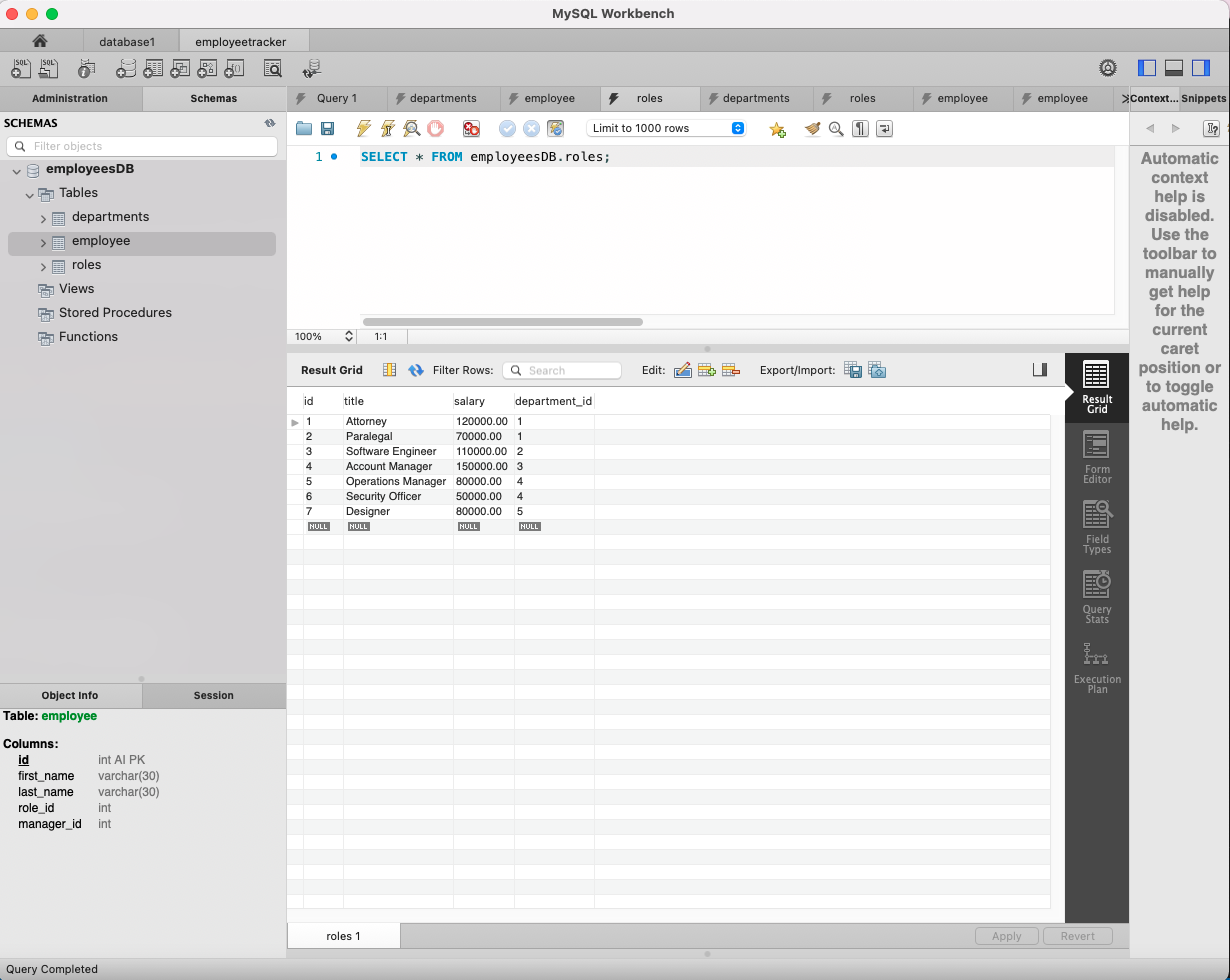 MySQL Workbench
database1 employeetracker
SQL SQL
Administration Schemas
Query 1 departments employee roles departments roles employee employee Context... Snippets
SCHEMAS
Filter objects
employeesDB
Tables
departments
employee
roles
Views
Stored Procedures
Functions
Limit to 1000 rows
1 SELECT * FROM employeesDB.roles;
100% 1:1
Automatic
context
help is
disabled.
Use the
toolbar to
manually
get help
for the
current
caret
position or
to toggle
automatic
help.
Result Grid Filter Rows: Search Edit: Export/Import:
id title salary department_id
1 Attorney 120000.00 1
2 Paralegal 70000.00 1
3 Software Engineer 110000.00 2
4 Account Manager 150000.00 3
5 Operations Manager 80000.00 4
6 Security Officer 50000.00 4
7 Designer 80000.00 5
NULL NULL NULL NULL
Result
Grid
Form
Editor
Field
Types
Query
Stats
Execution
Plan
Object Info Session
Table: employee
Columns:
id int AI PK
first_name varchar(30)
last_name varchar(30)
role_id int
manager_id int
roles 1 Apply Revert
Query Completed